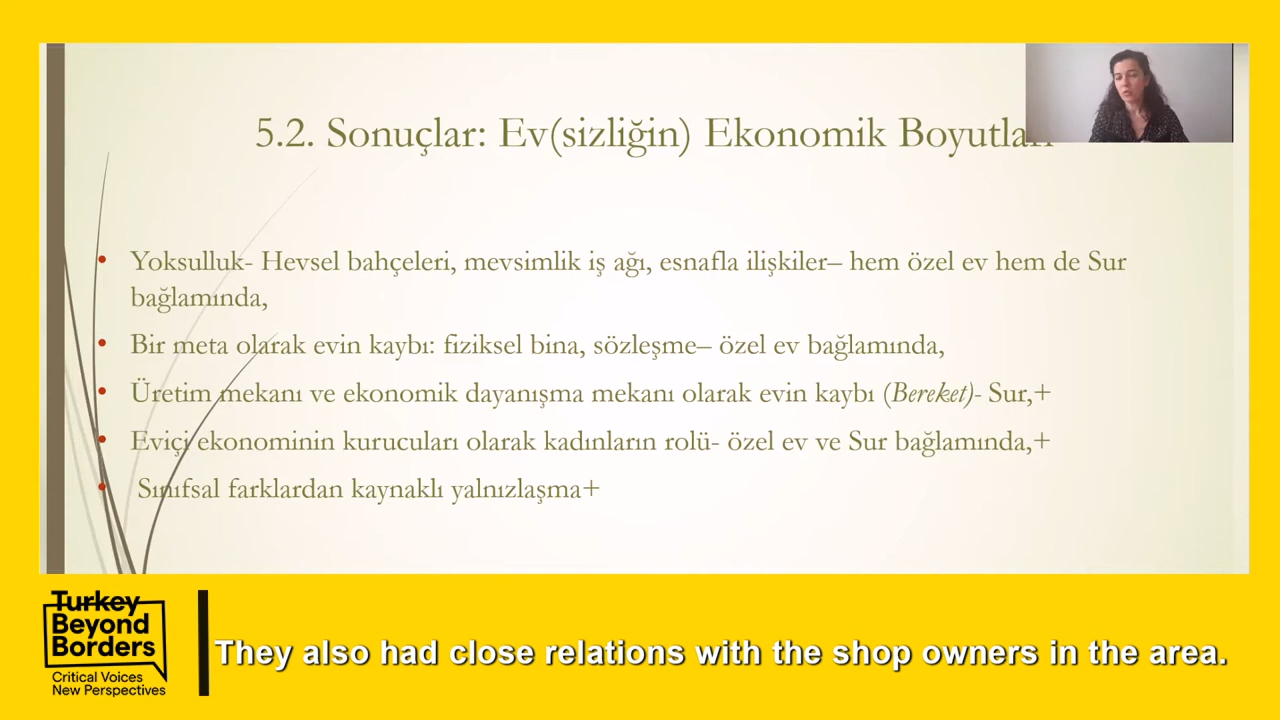 5.2. Sonuçlar: Ev(sizliğin) Ekonomik Boyutları
• Yoksulluk- Hevsel bahçeleri, mevsimlik iş ağı, esnafla ilişkiler– hem özel ev hem de Sur
bağlamında,
• Bir meta olarak evin kaybı: fiziksel bina, sözleşme– özel ev bağlamında,
• Üretim mekanı ve ekonomik dayanışma mekanı olarak evin kaybı (Bereket)- Sur,+
• Eviçi ekonominin kurucuları olarak kadınların rolü- özel ev ve Sur bağlamında,+
• Sınıfsal farklardan kaynaklı yalnızlaşma+
Turkey
Beyond
Borders
Critical Voices
New Perspectives
They also had close relations with the shop owners in the area.